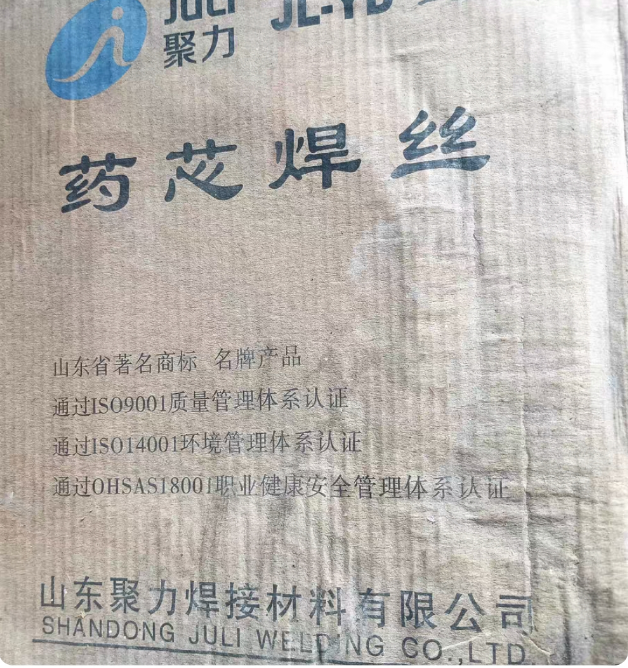 JULI JL-YD
聚力
药芯焊丝
山东省著名商标 名牌产品
通过ISO9001质量管理体系认证
通过ISO14001环境管理体系认证
通过OHSAS18001职业健康安全管理体系认证
山东聚力焊接材料有限公司
SHANDONG JULI WELDING CO.,LTD